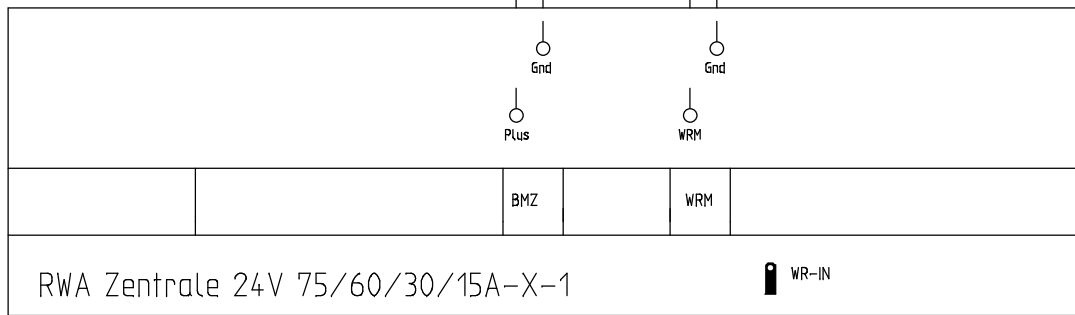 Gnd Gnd
Plus WRM
BMZ WRM
RWA Zentrale 24V 75/60/30/15A-X-1 WR-IN